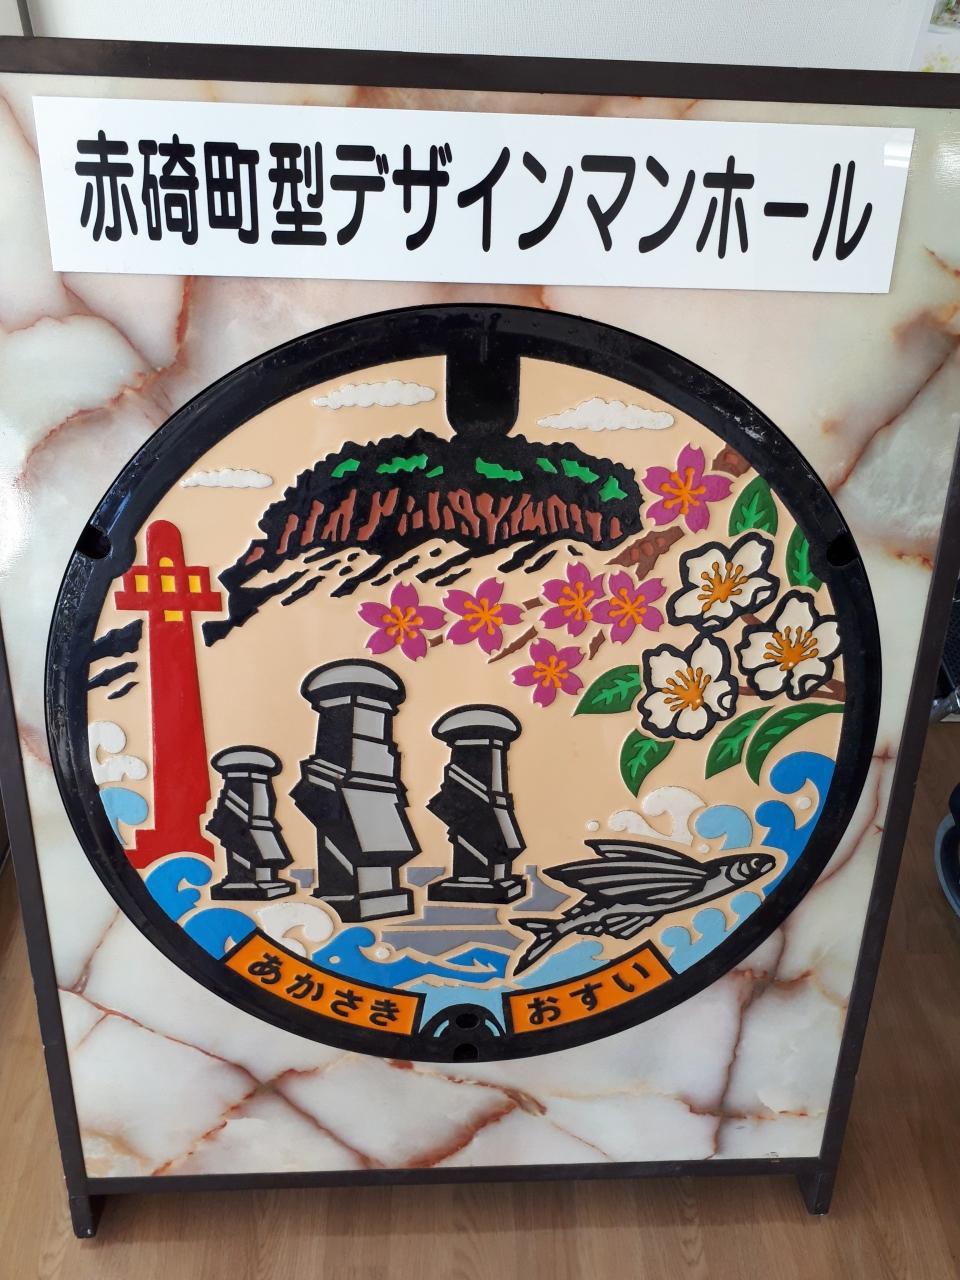 赤碕町型デザインマンホール
あかさき
おすい